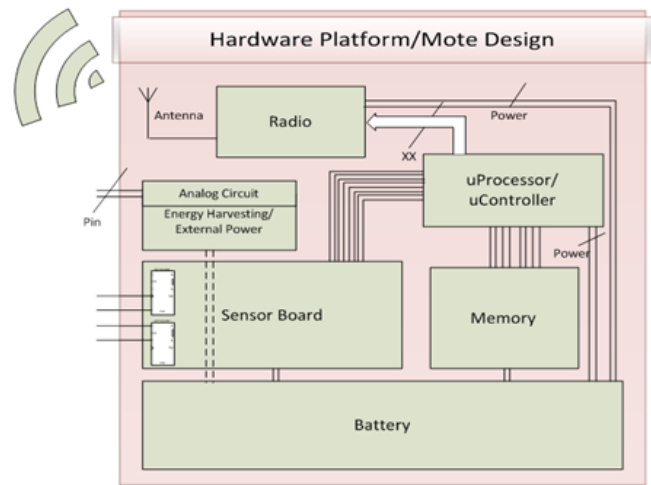 Hardware Platform/Mote Design
Antenna
Radio
Power
XX
uProcessor/
uController
Analog Circuit
Pin
Energy Harvesting/
External Power
Power
Sensor Board
Memory
Battery